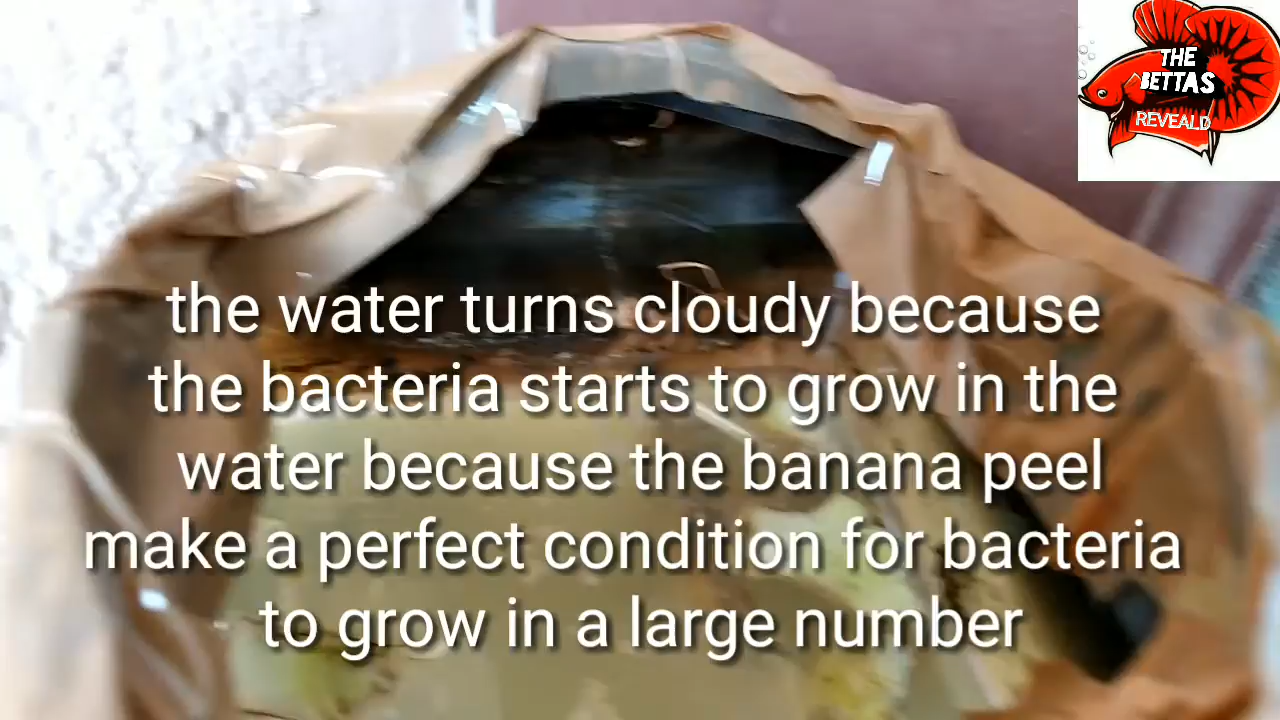 THE
BETTAS
REVEALD
the water turns cloudy because
the bacteria starts to grow in the
water because the banana peel
make a perfect condition for bacteria
to grow in a large number